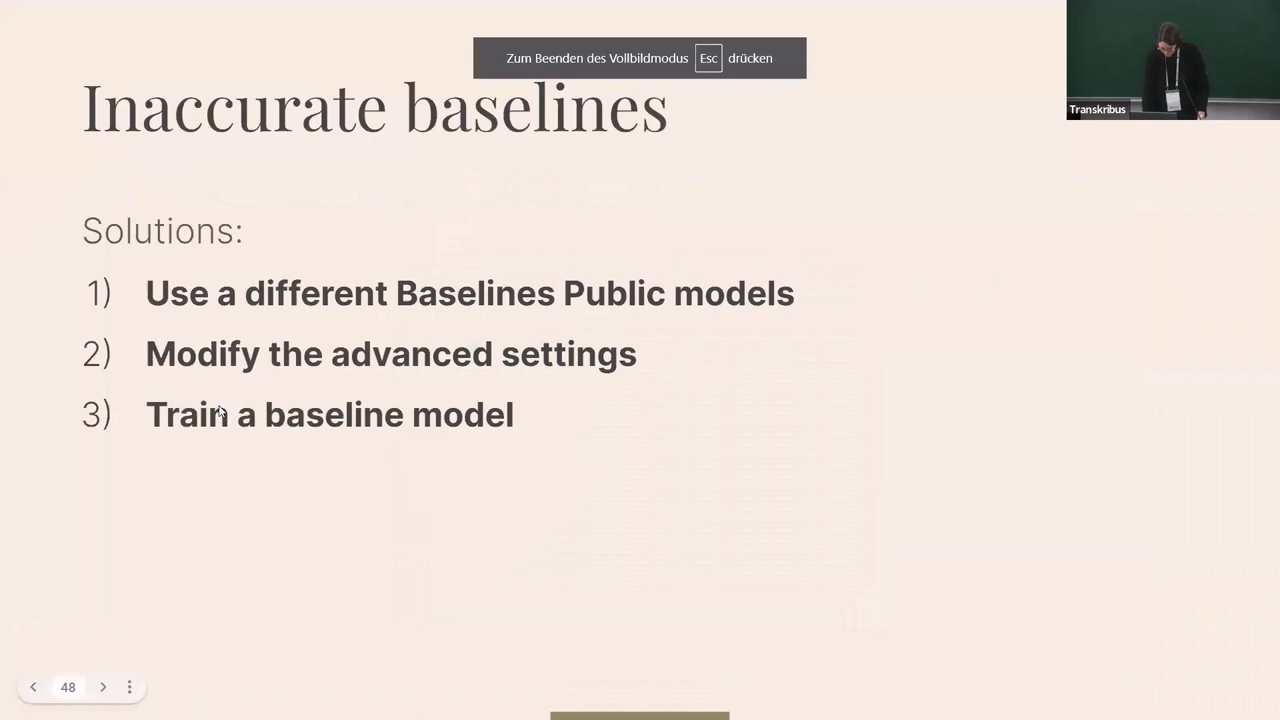 Zum Beenden des Vollbildmodus Esc drücken
Inaccurate baselines
Transkribus
Solutions:
1) Use a different Baselines Public models
2) Modify the advanced settings
3) Train a baseline model
48